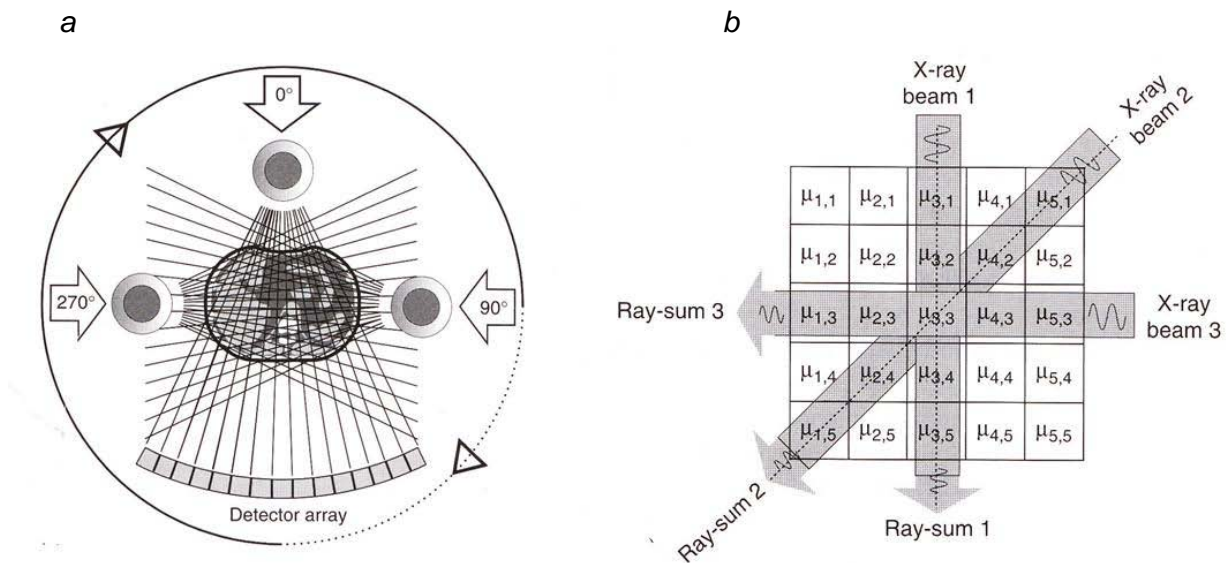 a
b
0°
270°
90°
Detector array
X-ray
beam 1
X-ray
beam 2
μ1,1 μ2,1 μ3,1 μ4,1 μ5,1
μ1,2 μ2,2 μ3,2 μ4,2 μ5,2
Ray-sum 3
μ1,3 μ2,3 μ3,3 μ4,3 μ5,3
X-ray
beam 3
μ1,4 μ2,4 μ3,4 μ4,4 μ5,4
μ1,5 μ2,5 μ3,5 μ4,5 μ5,5
Ray-sum 2
Ray-sum 1